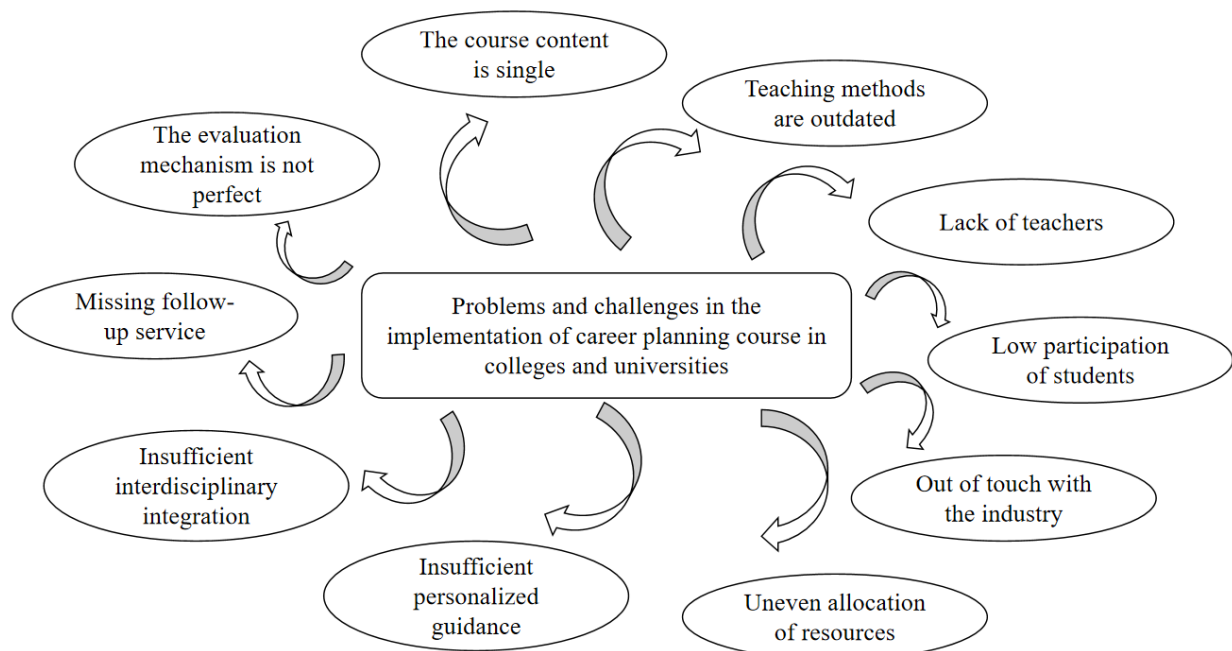 The course content
is single
Teaching methods
are outdated
The evaluation
mechanism is not
perfect
Lack of teachers
Missing follow-
up service
Problems and challenges in the
implementation of career planning course in
colleges and universities
Low participation
of students
Insufficient
interdisciplinary
integration
Out of touch with
the industry
Insufficient
personalized
guidance
Uneven allocation
of resources